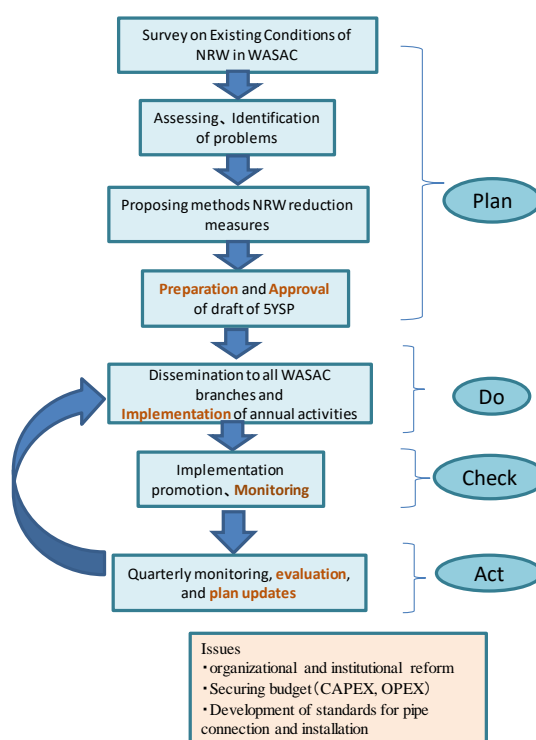 Survey on Existing Conditions of
NRW in WASAC
Assessing、Identification
of problems
Proposing methods NRW reduction
measures
Preparation and Approval
of draft of 5YSP
Plan
Dissemination to all WASAC
branches and
Implementation of annual activities
Do
Implementation
promotion、Monitoring
Check
Quarterly monitoring, evaluation,
and plan updates
Act
Issues
・organizational and institutional reform
・Securing budget（CAPEX, OPEX）
・Development of standards for pipe
connection and installation